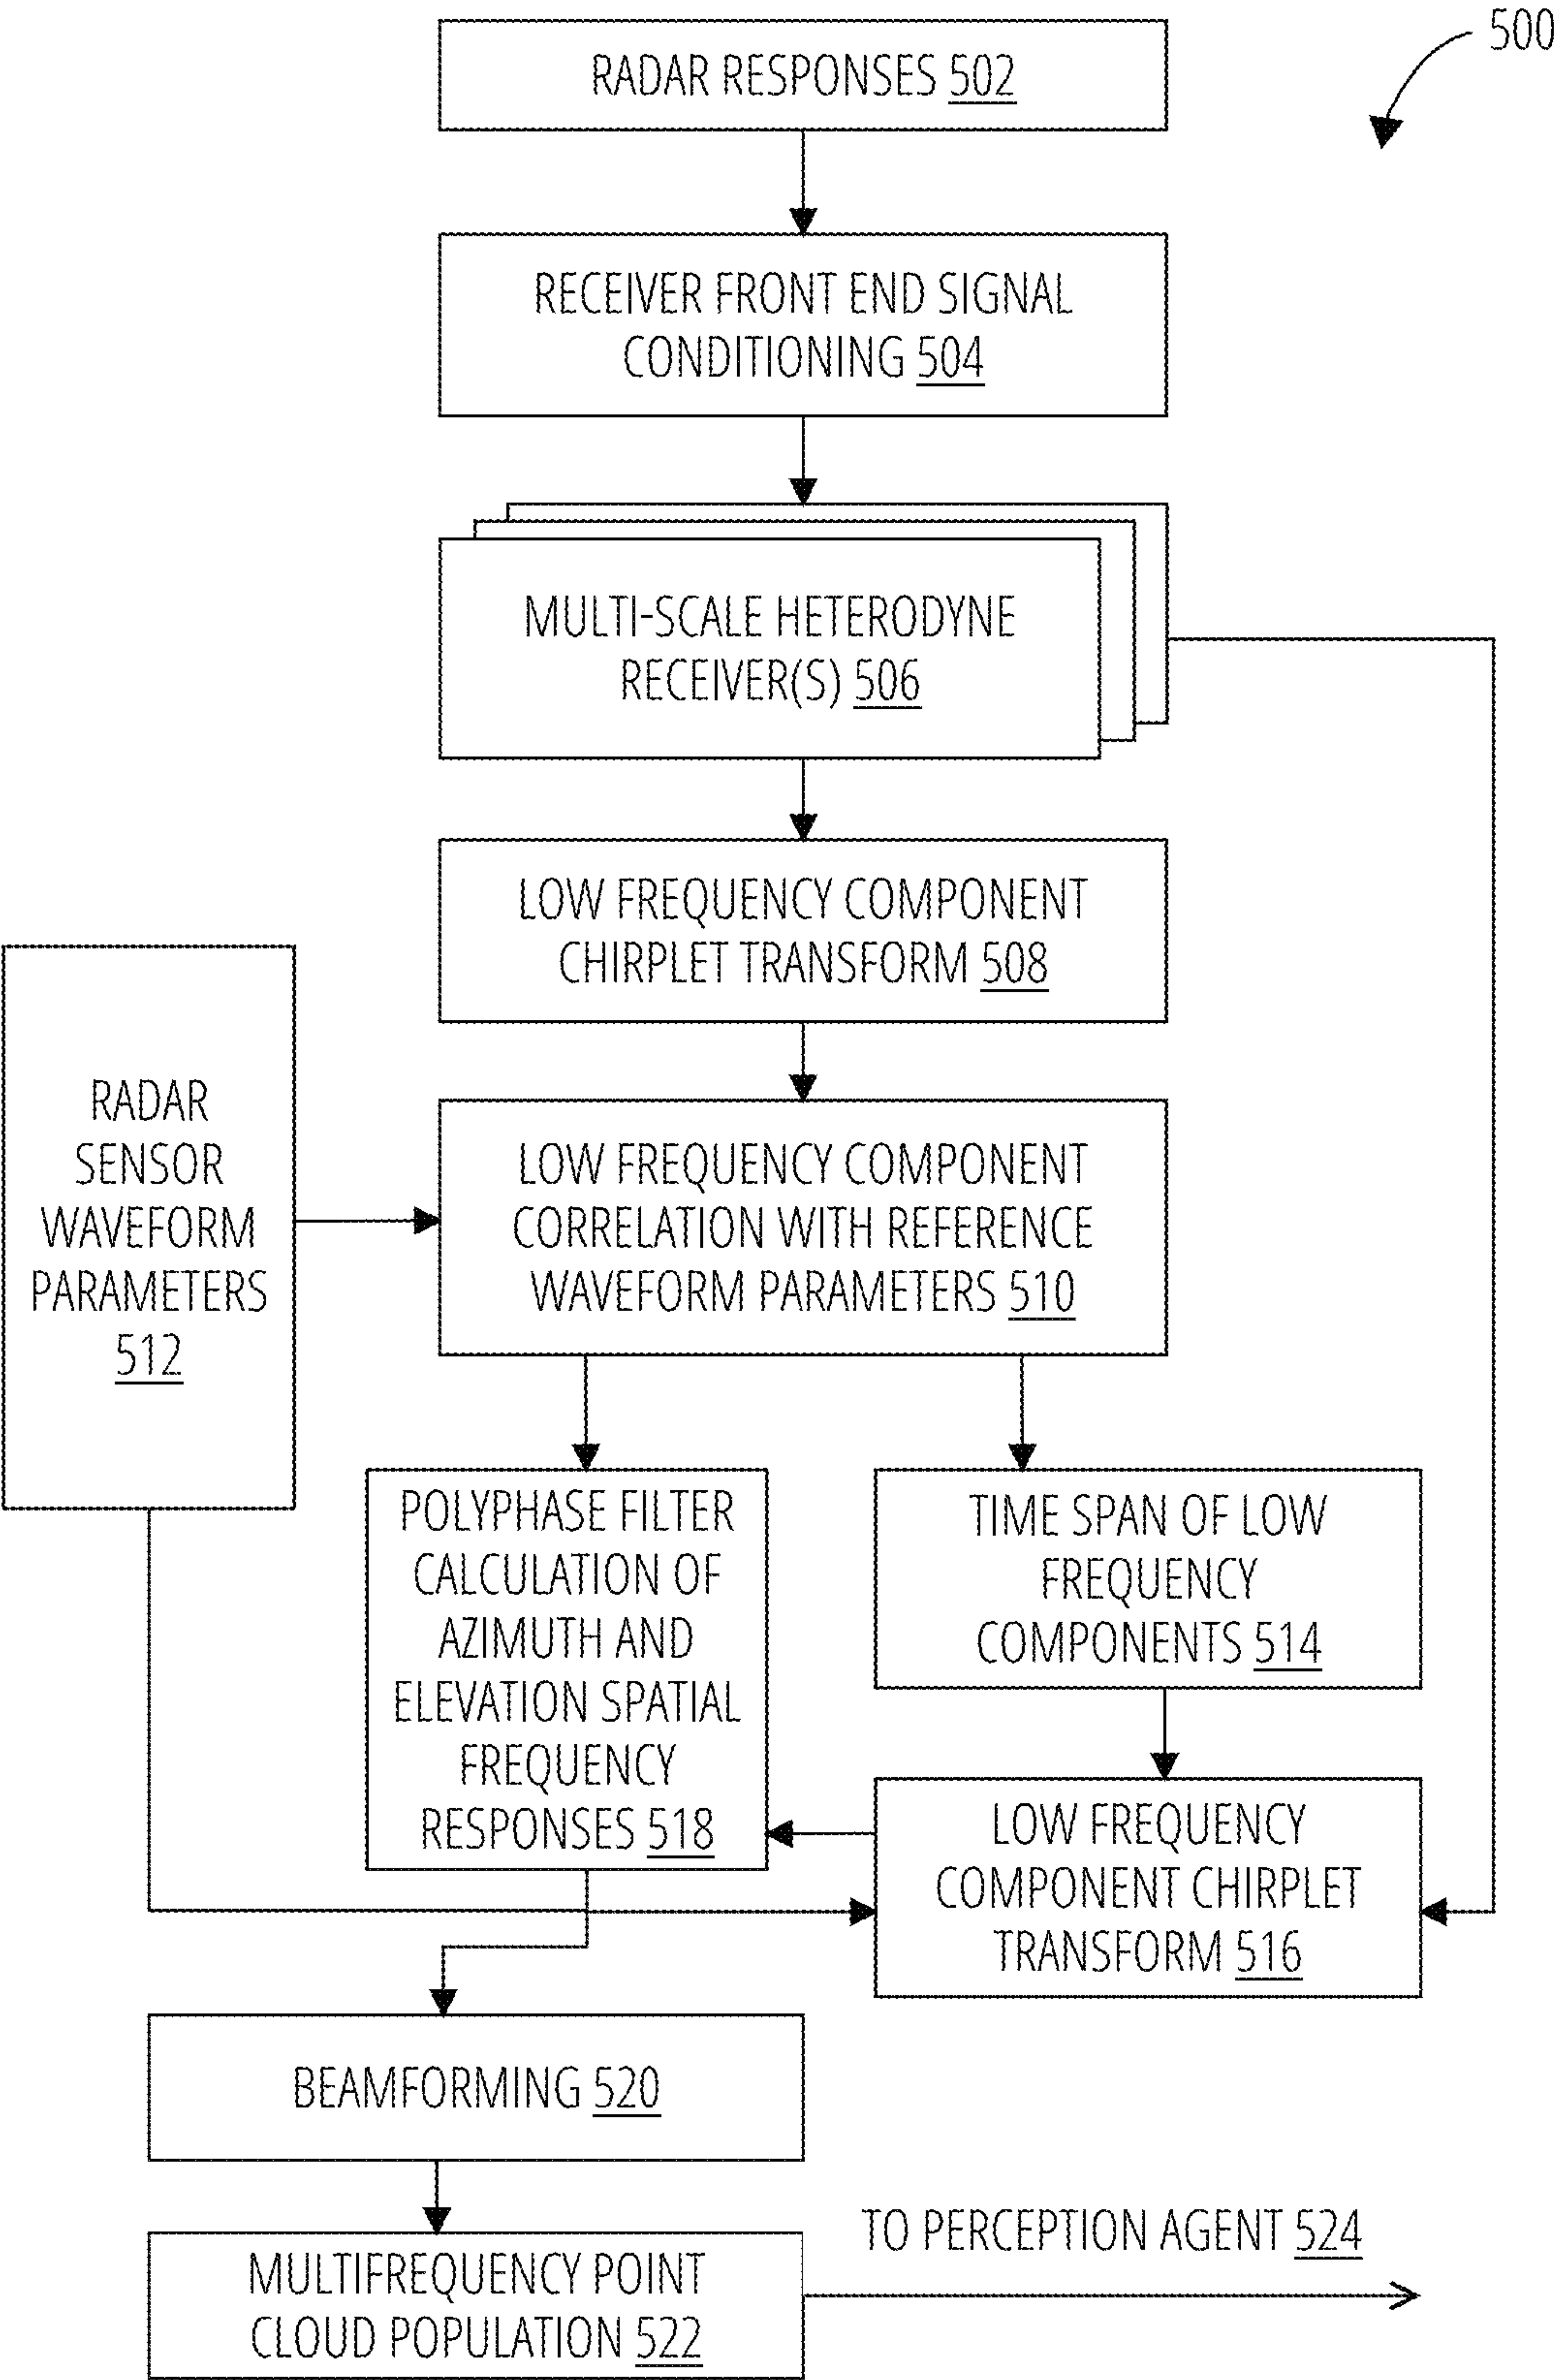 500
RADAR RESPONSES 502
RECEIVER FRONT END SIGNAL
CONDITIONING 504
MULTI-SCALE HETERODYNE
RECEIVER(S) 506
LOW FREQUENCY COMPONENT
CHIRPLET TRANSFORM 508
RADAR
SENSOR
WAVEFORM
PARAMETERS
512
LOW FREQUENCY COMPONENT
CORRELATION WITH REFERENCE
WAVEFORM PARAMETERS 510
POLYPHASE FILTER
CALCULATION OF
AZIMUTH AND
ELEVATION SPATIAL
FREQUENCY
RESPONSES 518
TIME SPAN OF LOW
FREQUENCY
COMPONENTS 514
LOW FREQUENCY
COMPONENT CHIRPLET
TRANSFORM 516
BEAMFORMING 520
MULTIFREQUENCY POINT
CLOUD POPULATION 522
TO PERCEPTION AGENT 524